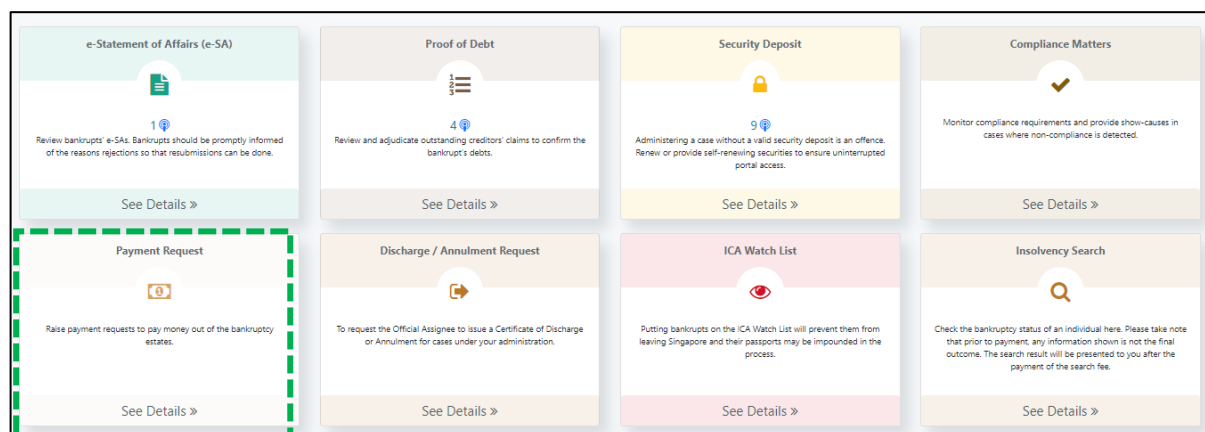 e-Statement of Affairs (e-SA)
1
Review bankrupts' e-SAs. Bankrupts should be promptly informed
of the reasons rejections so that resubmissions can be done.
See Details »
Proof of Debt
4
Review and adjudicate outstanding creditors' claims to confirm the
bankrupt's debts.
See Details »
Security Deposit
9
Administering a case without a valid security deposit is an offence.
Renew or provide self-renewing securities to ensure uninterrupted
portal access.
See Details »
Compliance Matters
Monitor compliance requirements and provide show-causes in
cases where non-compliance is detected.
See Details »
Payment Request
Raise payment requests to pay money out of the bankruptcy
estates.
See Details »
Discharge / Annulment Request
To request the Official Assignee to issue a Certificate of Discharge
or Annulment for cases under your administration.
See Details »
ICA Watch List
Putting bankrupts on the ICA Watch List will prevent them from
leaving Singapore and their passports may be impounded in the
process.
See Details »
Insolvency Search
Check the bankruptcy status of an individual here. Please take note
that prior to payment, any information shown is not the final
outcome. The search result will be presented to you after the
payment of the search fee.
See Details »